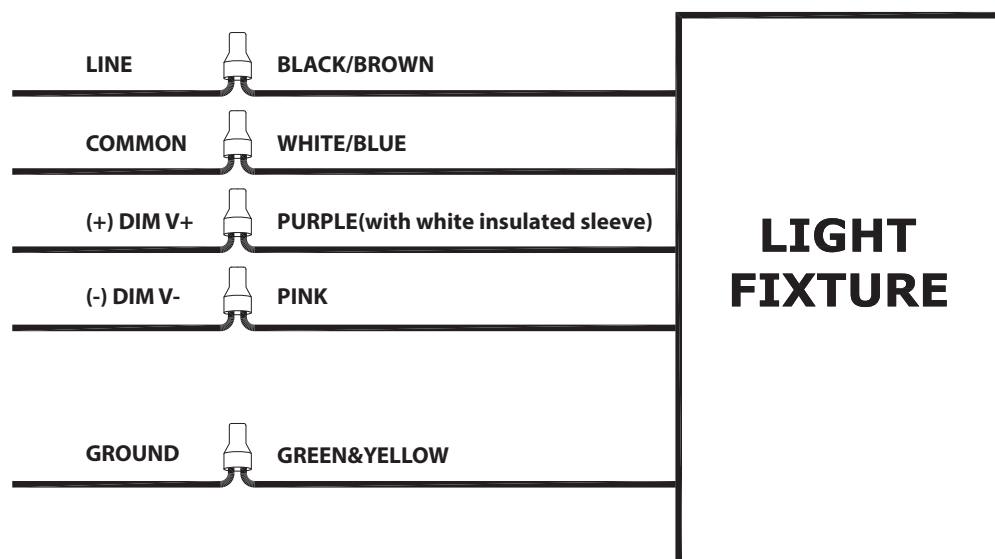 LINE BLACK/BROWN
COMMON WHITE/BLUE
(+) DIM V+ PURPLE(with white insulated sleeve)
(-) DIM V- PINK
LIGHT
FIXTURE
GROUND GREEN&YELLOW